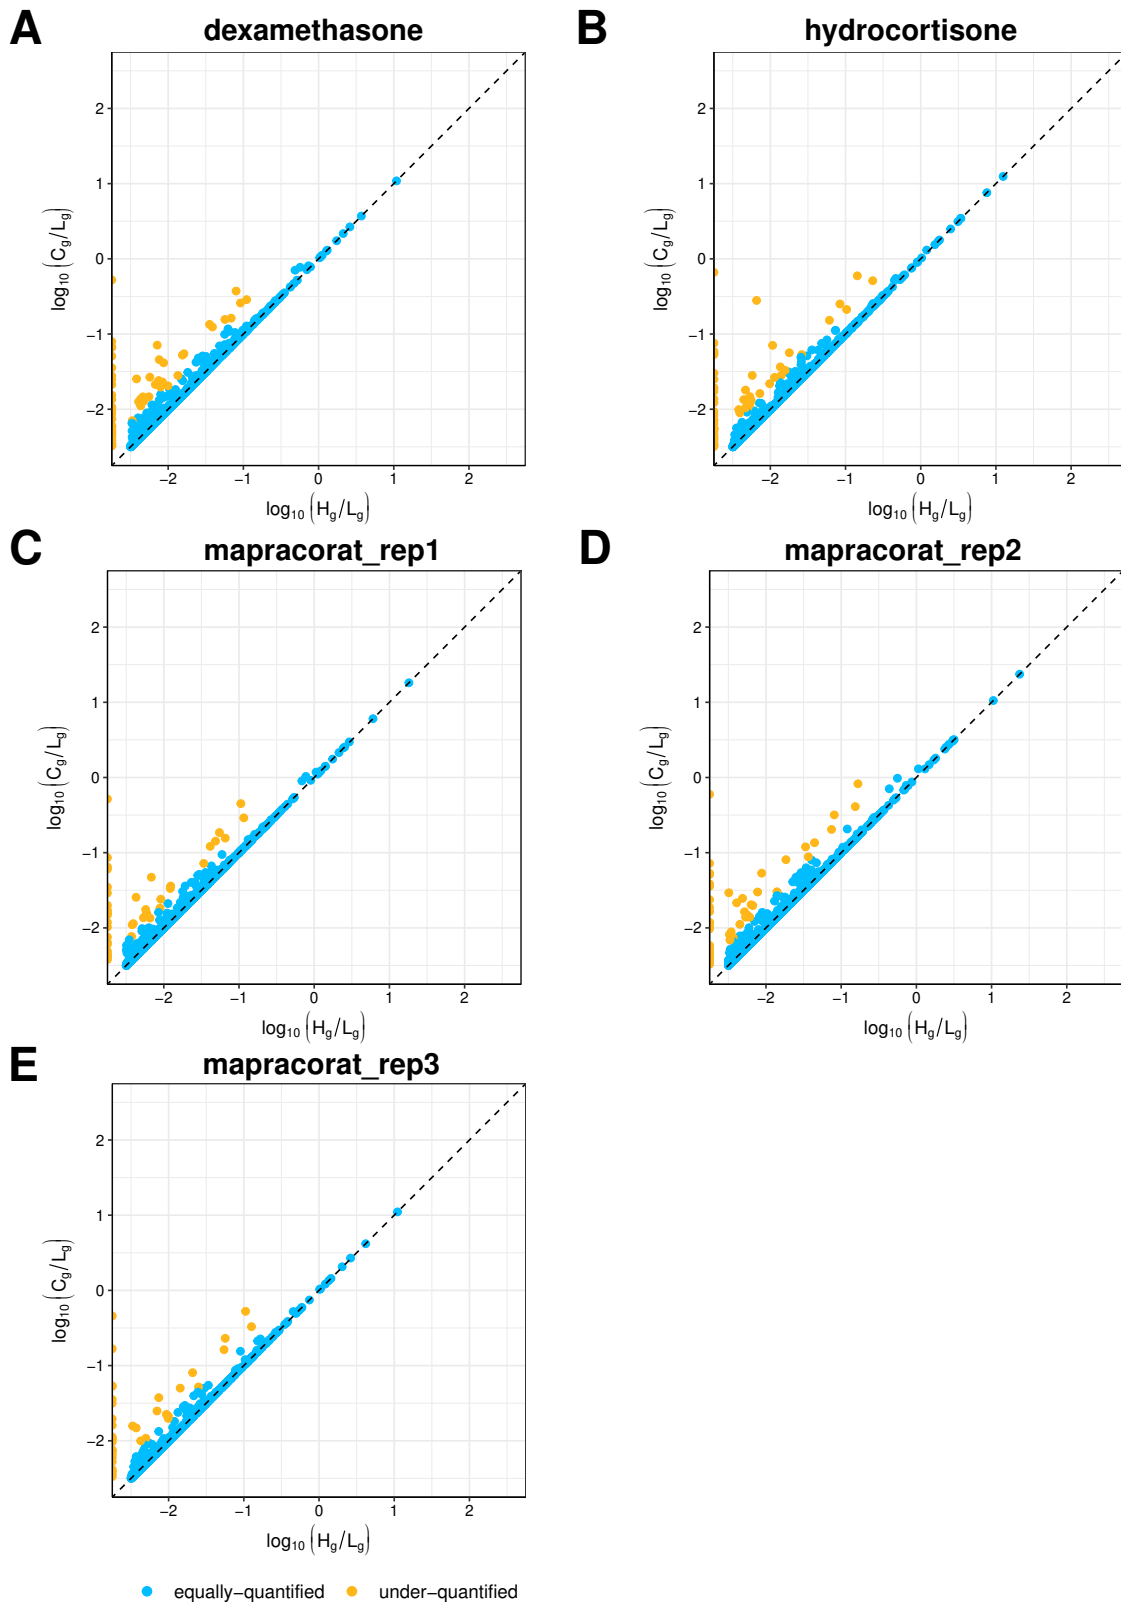 A
dexamethasone
B
hydrocortisone
2
1
0
−1
−2
log10 (Cg/Lg)
−2 −1 0 1 2
log10 (Hg/Lg)
2
1
0
−1
−2
log10 (Cg/Lg)
−2 −1 0 1 2
log10 (Hg/Lg)
C
mapracorat_rep1
D
mapracorat_rep2
2
1
0
−1
−2
log10 (Cg/Lg)
−2 −1 0 1 2
log10 (Hg/Lg)
2
1
0
−1
−2
log10 (Cg/Lg)
−2 −1 0 1 2
log10 (Hg/Lg)
E
mapracorat_rep3
2
1
0
−1
−2
log10 (Cg/Lg)
−2 −1 0 1 2
log10 (Hg/Lg)
equally−quantified under−quantified